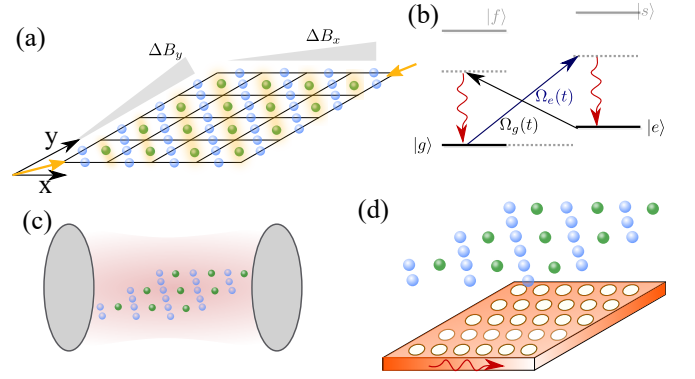 (a)
ΔB_y
ΔB_x
y
x
(b)
|f⟩
|s⟩
Ω_e(t)
Ω_g(t)
|g⟩
|e⟩
(c)
(d)